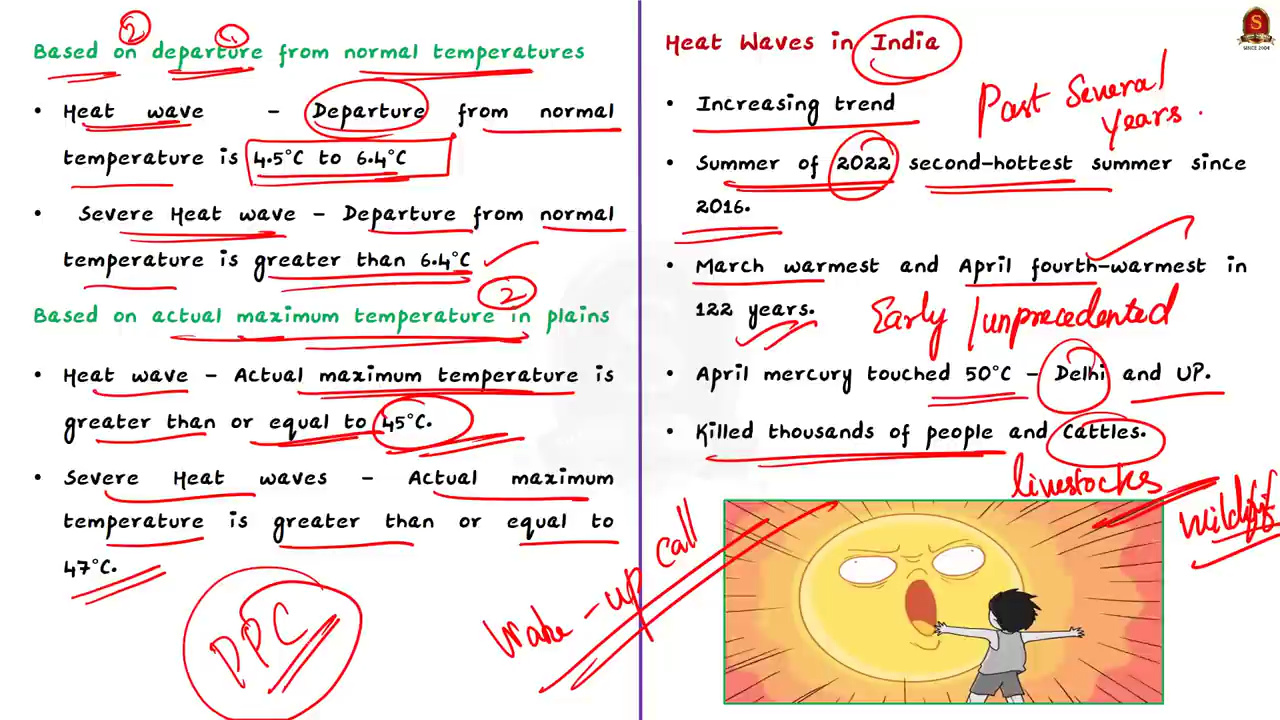 Based on departure from normal temperatures
2
• Heat wave - Departure from normal
temperature is 4.5°C to 6.4°C
• Severe Heat wave - Departure from normal
temperature is greater than 6.4°C
2
Based on actual maximum temperature in plains
• Heat wave - Actual maximum temperature is
greater than or equal to 45°C.
• Severe Heat waves - Actual maximum
temperature is greater than or equal to
47°C.
Heat Waves in India
• Increasing trend
Past Several
Years.
• Summer of 2022 second-hottest summer since
2016.
• March warmest and April fourth-warmest in
122 years.
Early / unprecedented
• April mercury touched 50°C - Delhi and UP.
• Killed thousands of people and Cattles.
livestocks
Wake-up call
S
SINCE 2004